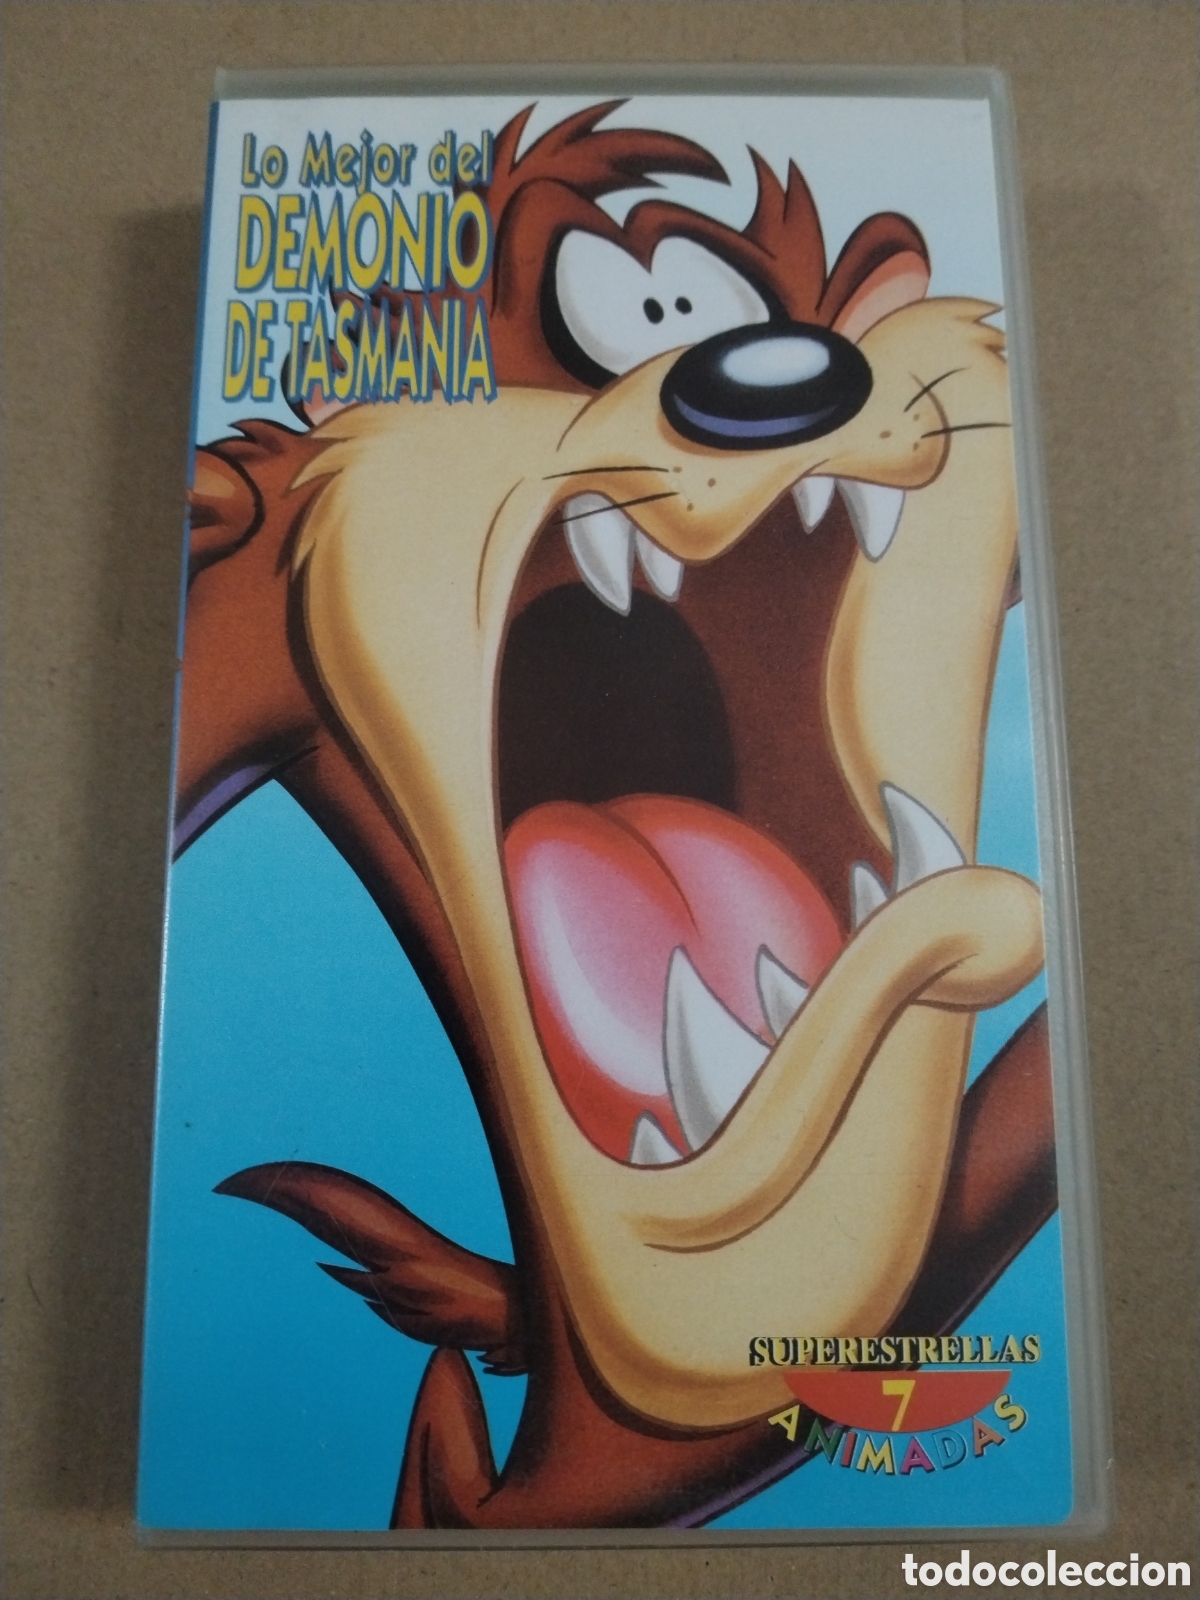 Lo Mejor del
DEMONIO
DE TASMANIA
SUPERESTRELLAS
7
ANIMADAS
todocoleccion